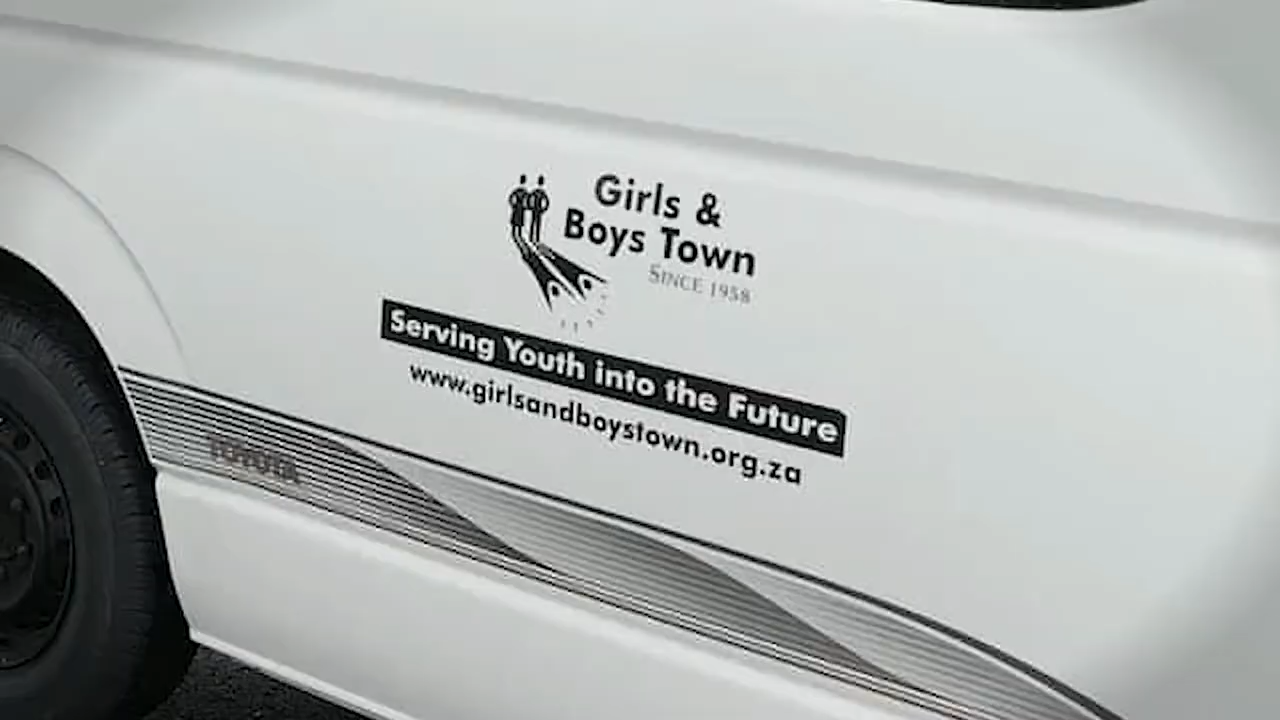 Girls &
Boys Town
SINCE 1958
Serving Youth into the Future
www.girlsandboystown.org.za
TOYOTA